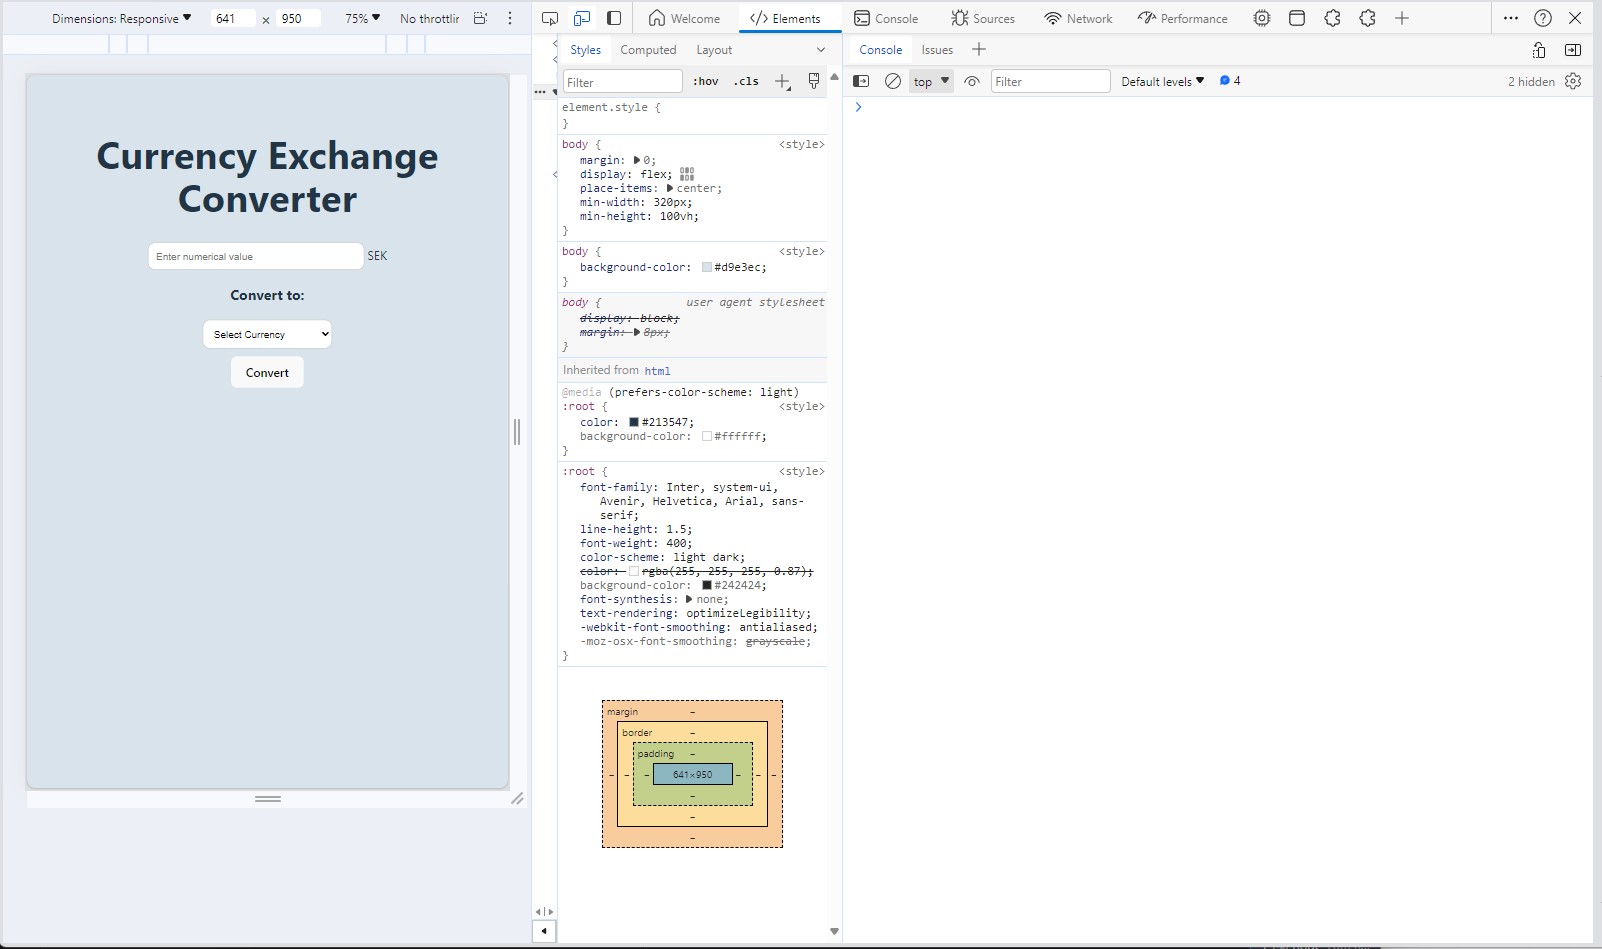 Dimensions: Responsive 641 x 950 75% No throttlir
Welcome Elements Console Sources Network Performance
Currency Exchange
Converter
Enter numerical value SEK
Convert to:
Select Currency
Convert
Styles Computed Layout
Filter :hov .cls
element.style {
}
body { <style>
margin: 0;
display: flex;
place-items: center;
min-width: 320px;
min-height: 100vh;
}
body { <style>
background-color: #d9e3ec;
}
body { user agent stylesheet
display: block;
margin: 8px;
}
Inherited from html
@media (prefers-color-scheme: light)
:root { <style>
color: #213547;
background-color: #ffffff;
}
:root { <style>
font-family: Inter, system-ui,
Avenir, Helvetica, Arial, sans-
serif;
line-height: 1.5;
font-weight: 400;
color-scheme: light dark;
color: rgba(255, 255, 255, 0.87);
background-color: #242424;
font-synthesis: none;
text-rendering: optimizeLegibility;
-webkit-font-smoothing: antialiased;
-moz-osx-font-smoothing: grayscale;
}
margin -
border -
padding -
- - - 641×950 - - -
-
-
-
Console Issues
top Filter Default levels 4 2 hidden